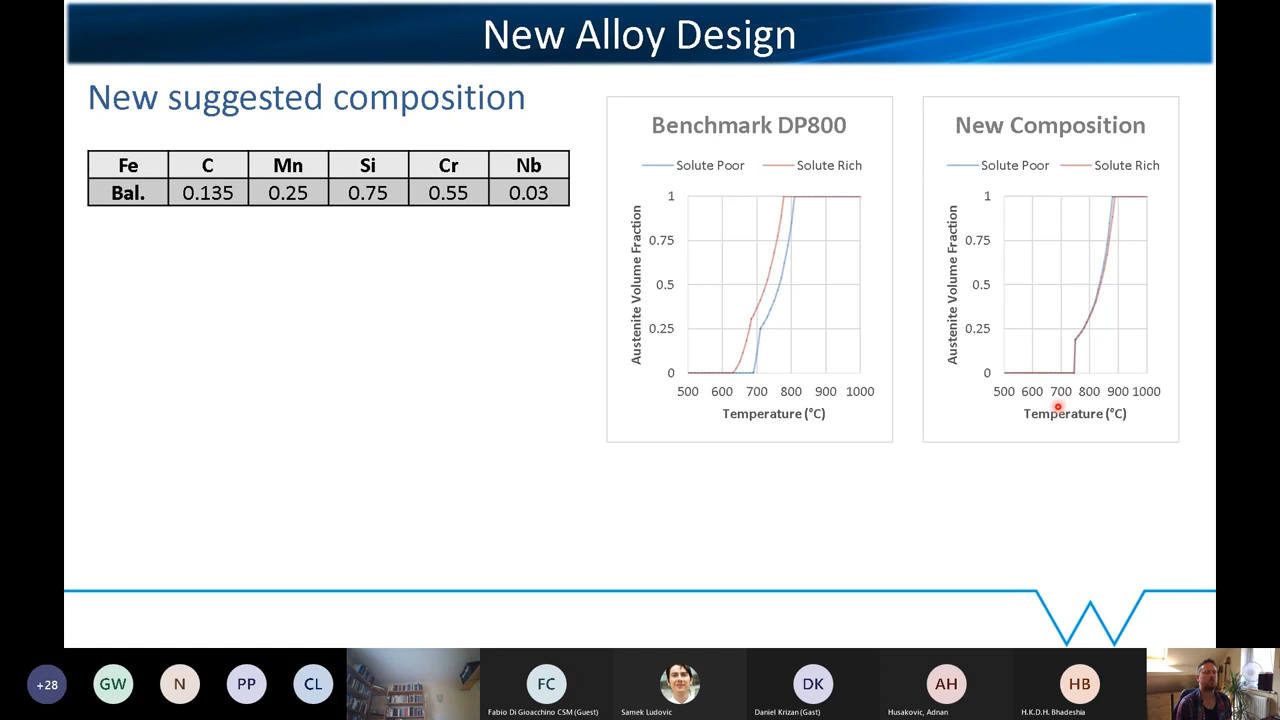 New Alloy Design
New suggested composition
Fe C Mn Si Cr Nb
Bal. 0.135 0.25 0.75 0.55 0.03
Benchmark DP800
Solute Poor Solute Rich
1
0.75
0.5
0.25
0
Austenite Volume Fraction
500 600 700 800 900 1000
Temperature (°C)
New Composition
Solute Poor Solute Rich
1
0.75
0.5
0.25
0
Austenite Volume Fraction
500 600 700 800 900 1000
Temperature (°C)
+28 GW N PP CL FC DK AH HB
Fabio Di Gioacchino CSM (Guest) Samek Ludovic Daniel Krizan (Gast) Husakovic, Adnan H.K.D.H. Bhadeshia